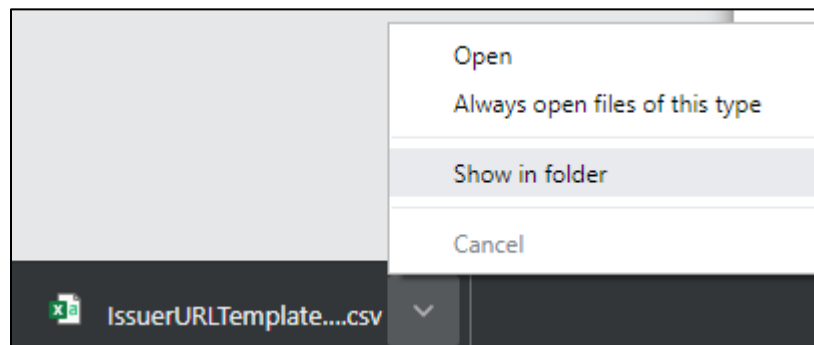 Open
Always open files of this type
Show in folder
Cancel
IssuerURLTemplate....csv